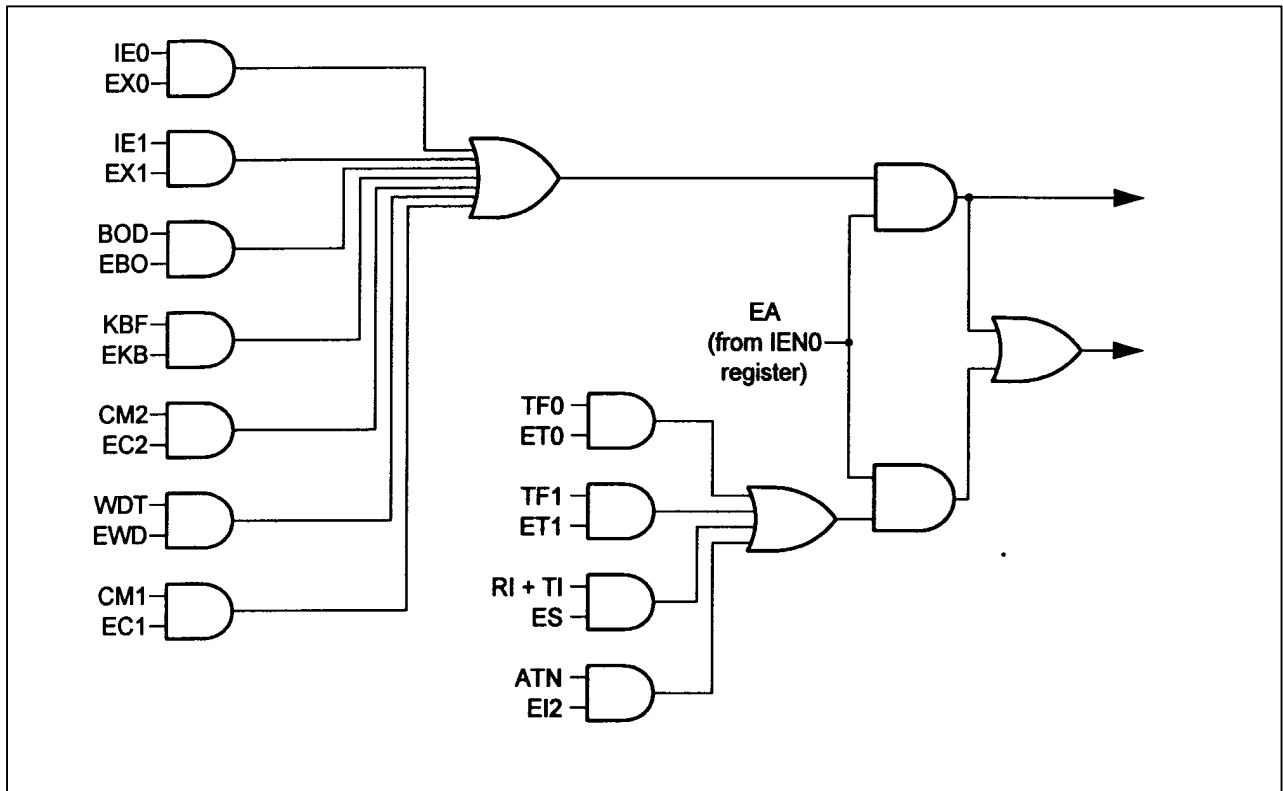 IE0
EX0
IE1
EX1
BOD
EBO
KBF
EKB
CM2
EC2
WDT
EWD
CM1
EC1
EA
(from IEN0
register)
TF0
ET0
TF1
ET1
RI + TI
ES
ATN
EI2